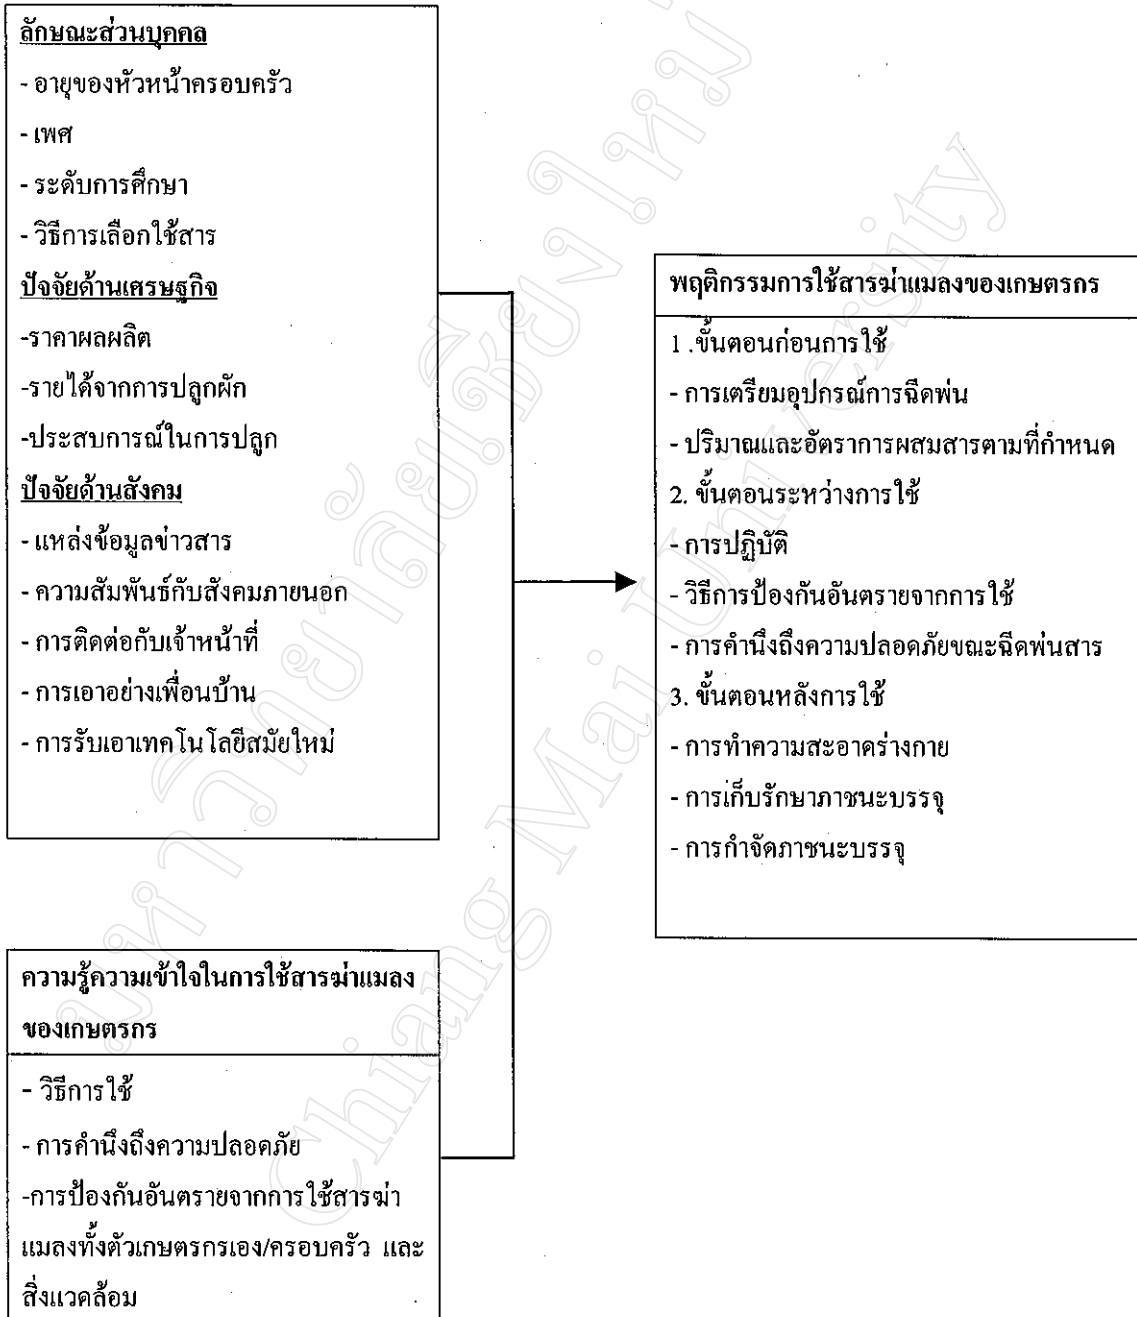 ลักษณะส่วนบุคคล
- อายุของหัวหน้าครอบครัว
- เพศ
- ระดับการศึกษา
- วิธีการเลือกใช้สาร
ปัจจัยด้านเศรษฐกิจ
-ราคาผลผลิต
-รายได้จากการปลูกผัก
-ประสบการณ์ในการปลูก
ปัจจัยด้านสังคม
- แหล่งข้อมูลข่าวสาร
- ความสัมพันธ์กับสังคมภายนอก
- การติดต่อกับเจ้าหน้าที่
- การเอาอย่างเพื่อนบ้าน
- การรับเอาเทคโนโลยีสมัยใหม่
ความรู้ความเข้าใจในการใช้สารฆ่าแมลง
ของเกษตรกร
- วิธีการใช้
- การคำนึงถึงความปลอดภัย
-การป้องกันอันตรายจากการใช้สารฆ่า
แมลงทั้งตัวเกษตรกรเอง/ครอบครัว และ
สิ่งแวดล้อม
พฤติกรรมการใช้สารฆ่าแมลงของเกษตรกร
1 .ขั้นตอนก่อนการใช้
- การเตรียมอุปกรณ์การฉีดพ่น
- ปริมาณและอัตราการผสมสารตามที่กำหนด
2. ขั้นตอนระหว่างการใช้
- การปฏิบัติ
- วิธีการป้องกันอันตรายจากการใช้
- การคำนึงถึงความปลอดภัยขณะฉีดพ่นสาร
3. ขั้นตอนหลังการใช้
- การทำความสะอาดร่างกาย
- การเก็บรักษาภาชนะบรรจุ
- การกำจัดภาชนะบรรจุ
มหาวิทยาลัยเชียงใหม่
Chiang Mai University